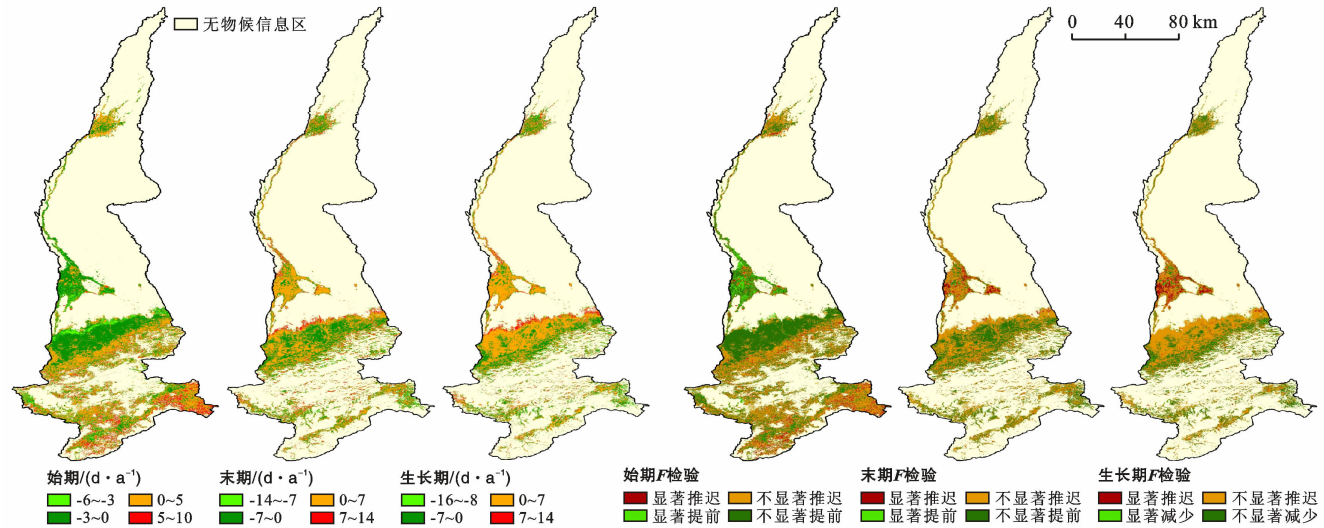 无物候信息区
0 40 80 km
始期/(d·a⁻¹) 末期/(d·a⁻¹) 生长期/(d·a⁻¹) 始期F检验 末期F检验 生长期F检验
-6~-3 0~5 -14~-7 0~7 -16~-8 0~7 显著推迟 不显著推迟 显著推迟 不显著推迟 显著推迟 不显著推迟
-3~0 5~10 -7~0 7~14 -7~0 7~14 显著提前 不显著提前 显著提前 不显著提前 显著减少 不显著减少